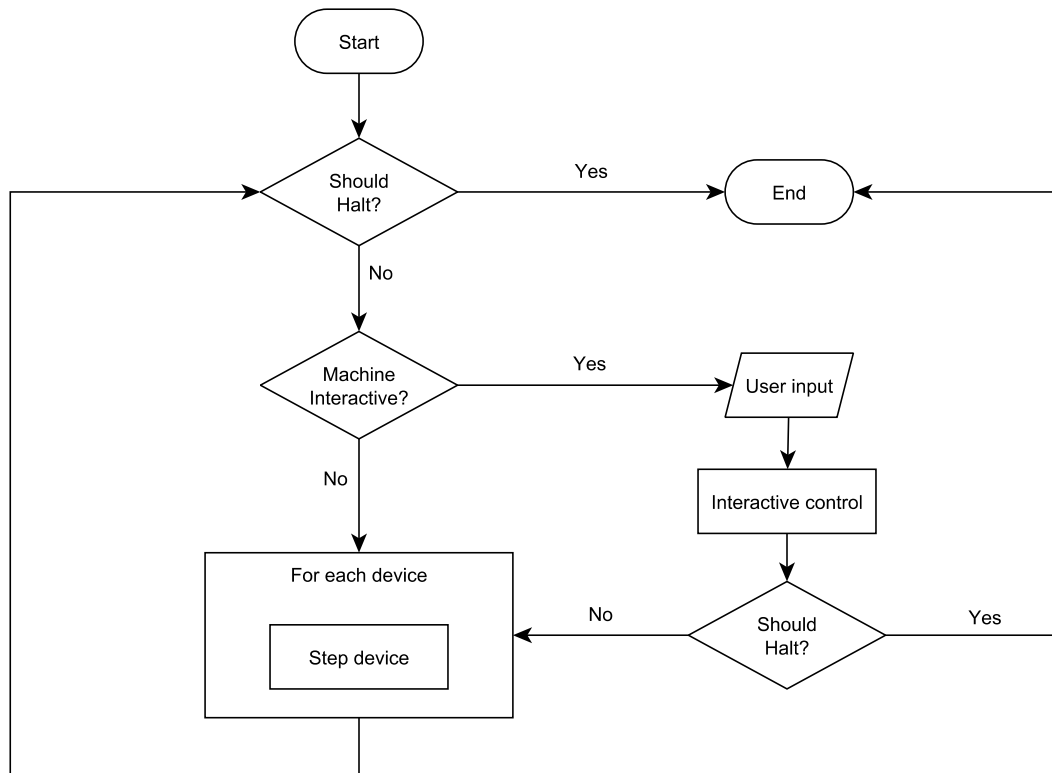 Start
Should
Halt?
Yes
End
No
Machine
Interactive?
Yes
User input
No
Interactive control
For each device
Step device
No
Should
Halt?
Yes